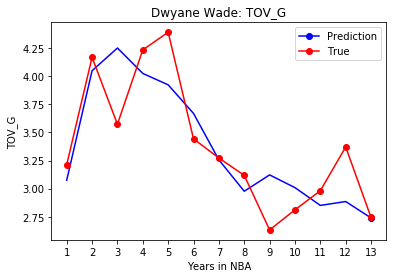 Dwyane Wade: TOV_G
Prediction
True
4.25
4.00
3.75
3.50
3.25
3.00
2.75
TOV_G
1 2 3 4 5 6 7 8 9 10 11 12 13
Years in NBA